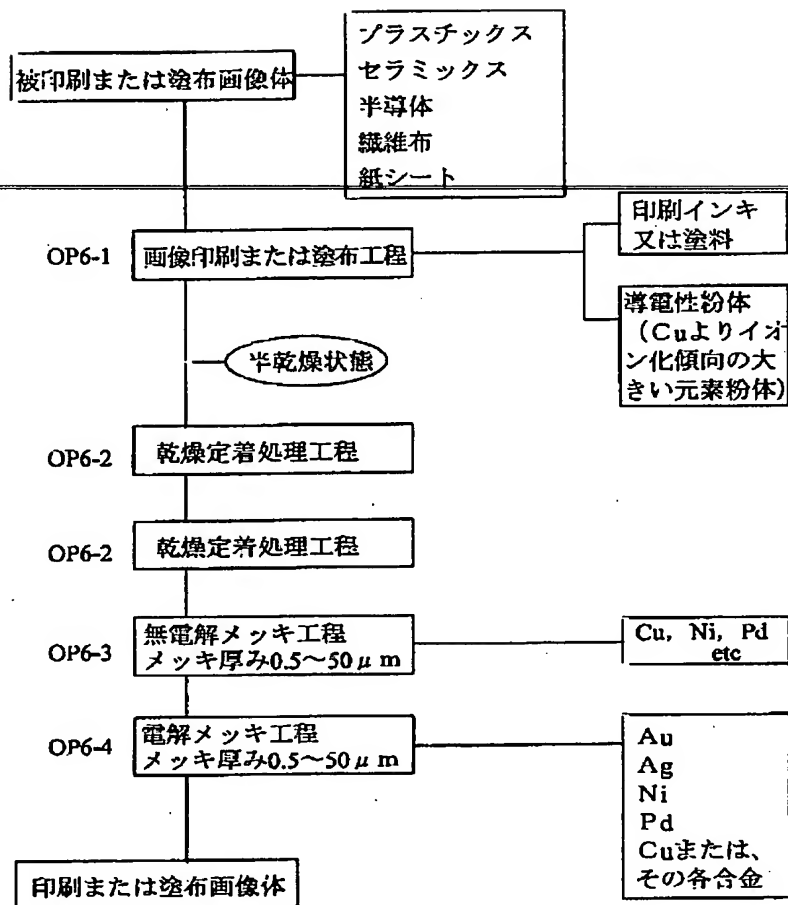 被印刷または塗布画像体
プラスチックス
セラミックス
半導体
繊維布
紙シート
OP6-1
画像印刷または塗布工程
印刷インキ
又は塗料
導電性粉体
（Cuよりイオ
ン化傾向の大
きい元素粉体）
半乾燥状態
OP6-2
乾燥定着処理工程
OP6-2
乾燥定着処理工程
OP6-3
無電解メッキ工程
メッキ厚み0.5～50μm
Cu, Ni, Pd
etc
OP6-4
電解メッキ工程
メッキ厚み0.5～50μm
Au
Ag
Ni
Pd
Cuまたは、
その各合金
印刷または塗布画像体